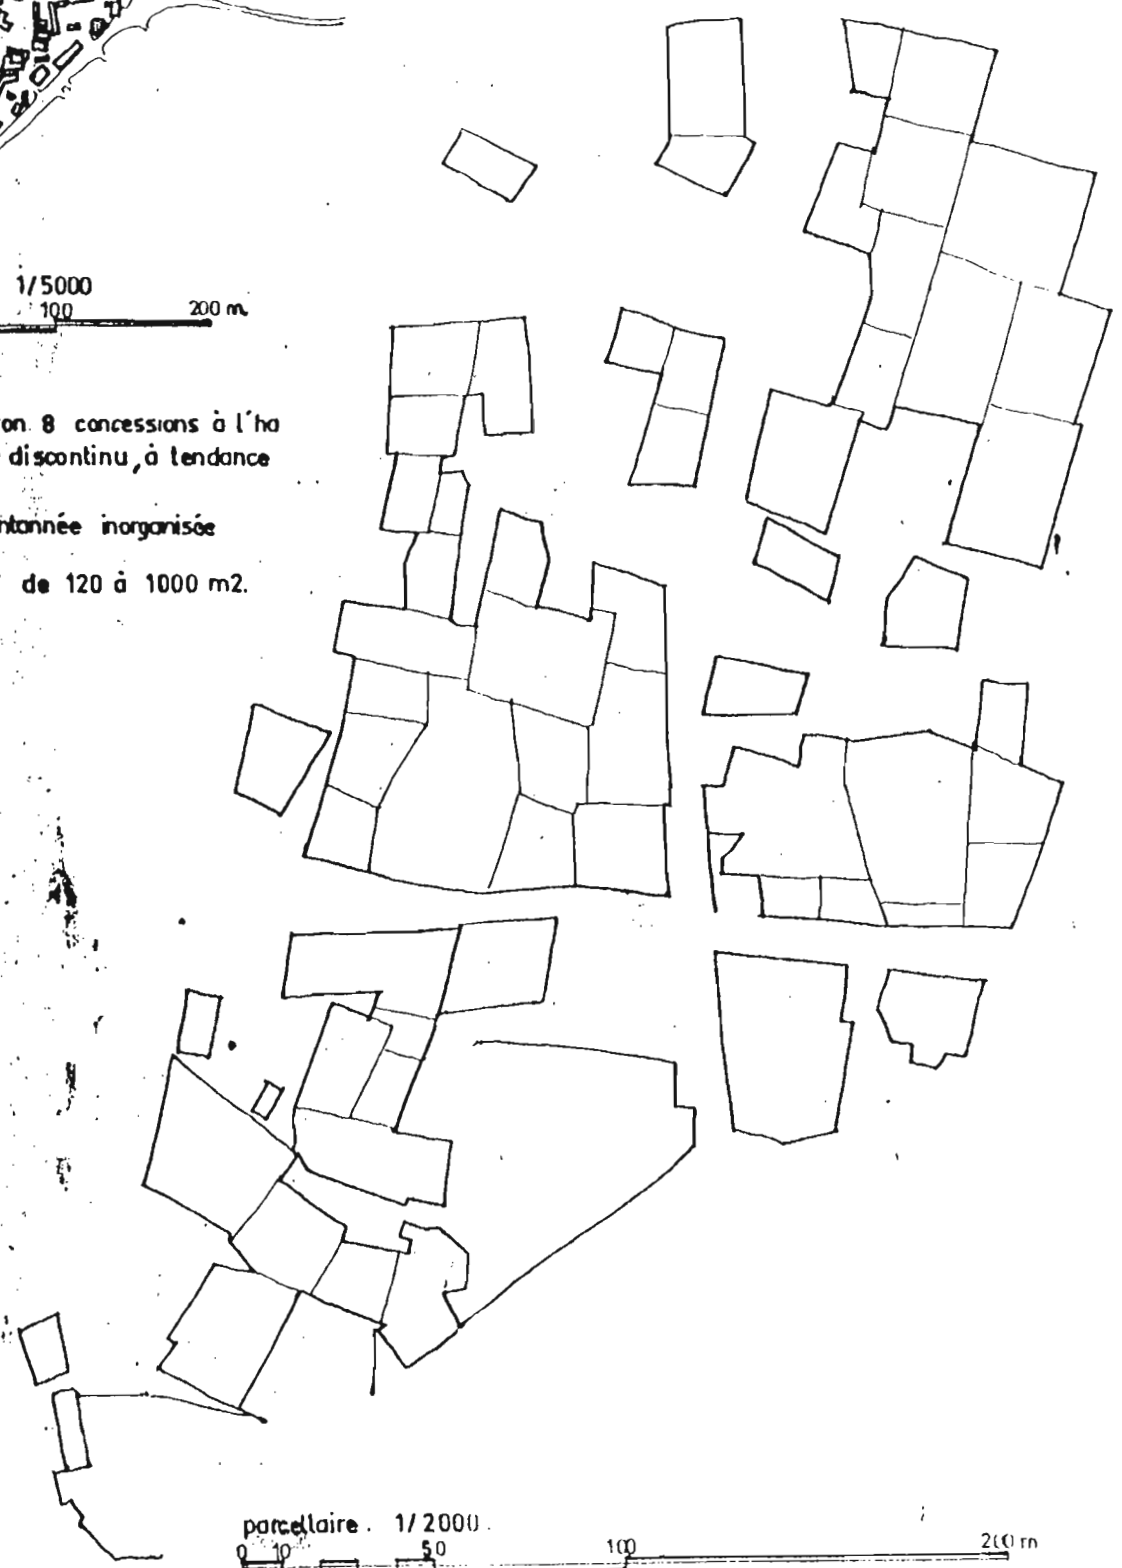 1/5000
100 200 m
on. 8 concessions à l'ha
discontinu, à tendance
ntannée inorganisée
de 120 à 1000 m2.
parcellaire. 1/2000.
0 10 50 100 200 m